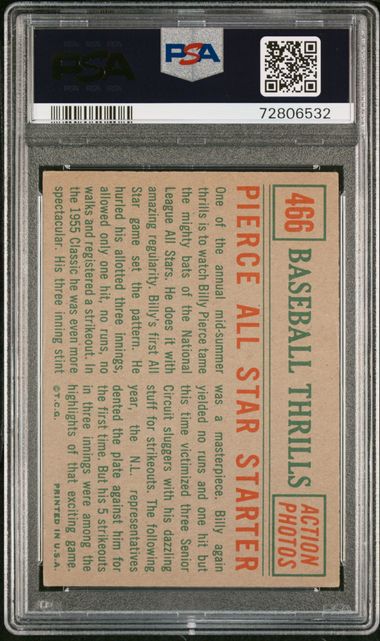 PSA
PSA
72806532
466 BASEBALL THRILLS ACTION PHOTOS
PIERCE ALL STAR STARTER
One of the annual mid-summer
thrills is to watch Billy Pierce tame
the mighty bats of the National
League All Stars. He does it with
amazing regularity. Billy's first All
Star game set the pattern. He
hurled his allotted three innings,
allowed only one hit, no runs, no
walks and registered a strikeout. In
the 1955 Classic he was even more
spectacular. His three inning stint
was a masterpiece. Billy again
yielded no runs and one hit but
this time victimized three Senior
Circuit sluggers with his dazzling
stuff for strikeouts. The following
year, the N.L. representatives
dented the plate against him for
the first time. But his 5 strikeouts
in three innings were among the
highlights of that exciting game.
© T.C.G. PRINTED IN U.S.A.